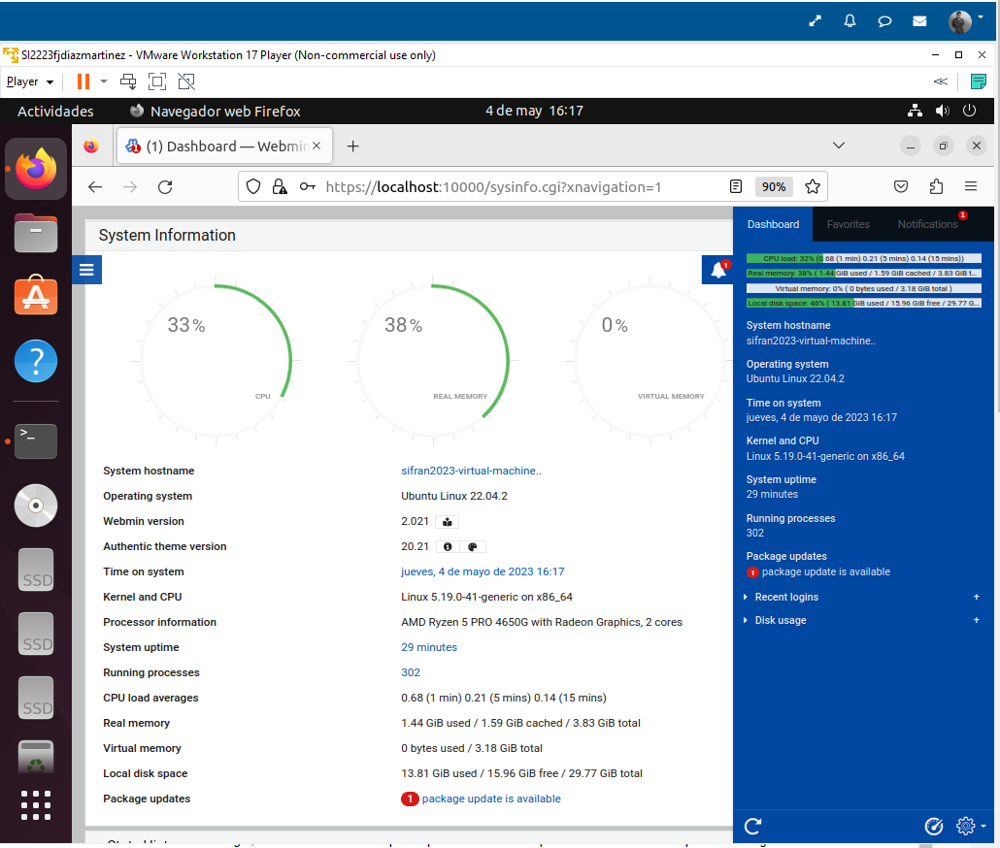 SI2223fjdiazmartinez - VMware Workstation 17 Player (Non-commercial use only)
Player
Actividades
Navegador web Firefox
4 de may 16:17
(1) Dashboard — Webmin
https://localhost:10000/sysinfo.cgi?xnavigation=1
90%
System Information
33%
CPU
38%
REAL MEMORY
0%
VIRTUAL MEMORY
1
System hostname sifran2023-virtual-machine..
Operating system Ubuntu Linux 22.04.2
Webmin version 2.021
Authentic theme version 20.21
Time on system jueves, 4 de mayo de 2023 16:17
Kernel and CPU Linux 5.19.0-41-generic on x86_64
Processor information AMD Ryzen 5 PRO 4650G with Radeon Graphics, 2 cores
System uptime 29 minutes
Running processes 302
CPU load averages 0.68 (1 min) 0.21 (5 mins) 0.14 (15 mins)
Real memory 1.44 GiB used / 1.59 GiB cached / 3.83 GiB total
Virtual memory 0 bytes used / 3.18 GiB total
Local disk space 13.81 GiB used / 15.96 GiB free / 29.77 GiB total
Package updates 1 package update is available
Dashboard Favorites Notifications 1
CPU load: 32% (0.68 (1 min) 0.21 (5 mins) 0.14 (15 mins))
Real memory: 38% ( 1.44 GiB used / 1.59 GiB cached / 3.83 GiB t...
Virtual memory: 0% ( 0 bytes used / 3.18 GiB total )
Local disk space: 46% ( 13.81 GiB used / 15.96 GiB free / 29.77 G...
System hostname
sifran2023-virtual-machine..
Operating system
Ubuntu Linux 22.04.2
Time on system
jueves, 4 de mayo de 2023 16:17
Kernel and CPU
Linux 5.19.0-41-generic on x86_64
System uptime
29 minutes
Running processes
302
Package updates
1 package update is available
Recent logins +
Disk usage +
SSD
SSD
SSD